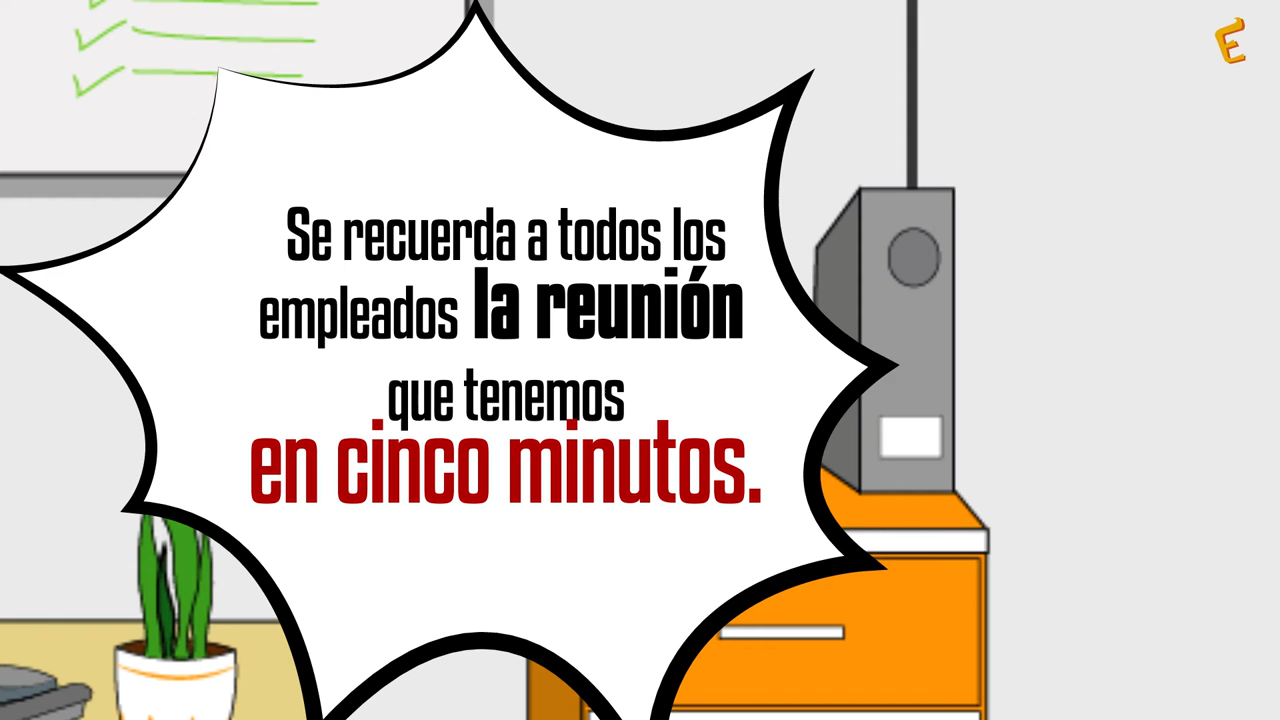 E
Se recuerda a todos los
empleados la reunión
que tenemos
en cinco minutos.